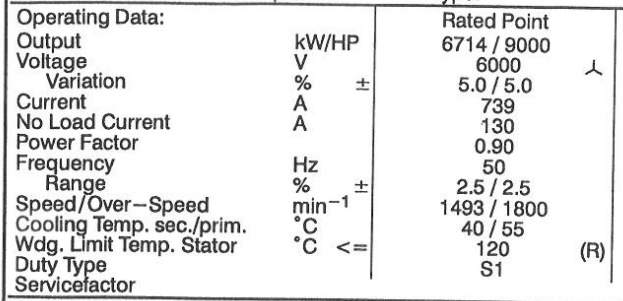 Operating Data: Rated Point
Output kW/HP 6714 / 9000
Voltage V 6000
Variation % ± 5.0 / 5.0
Current A 739
No Load Current A 130
Power Factor 0.90
Frequency Hz 50
Range % ± 2.5 / 2.5
Speed/Over-Speed min-1 1493 / 1800
Cooling Temp. sec./prim. °C 40 / 55
Wdg. Limit Temp. Stator °C <= 120 (R)
Duty Type S1
Servicefactor